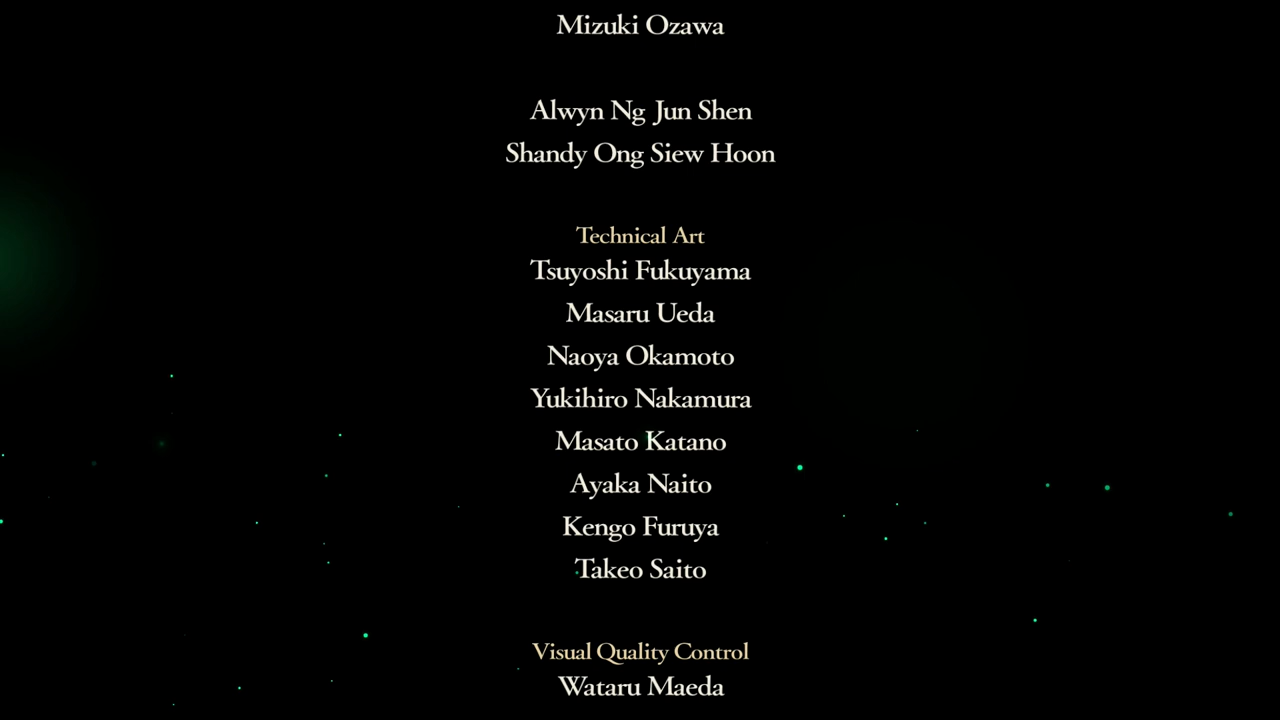 Mizuki Ozawa
Alwyn Ng Jun Shen
Shandy Ong Siew Hoon
Technical Art
Tsuyoshi Fukuyama
Masaru Ueda
Naoya Okamoto
Yukihiro Nakamura
Masato Katano
Ayaka Naito
Kengo Furuya
Takeo Saito
Visual Quality Control
Wataru Maeda